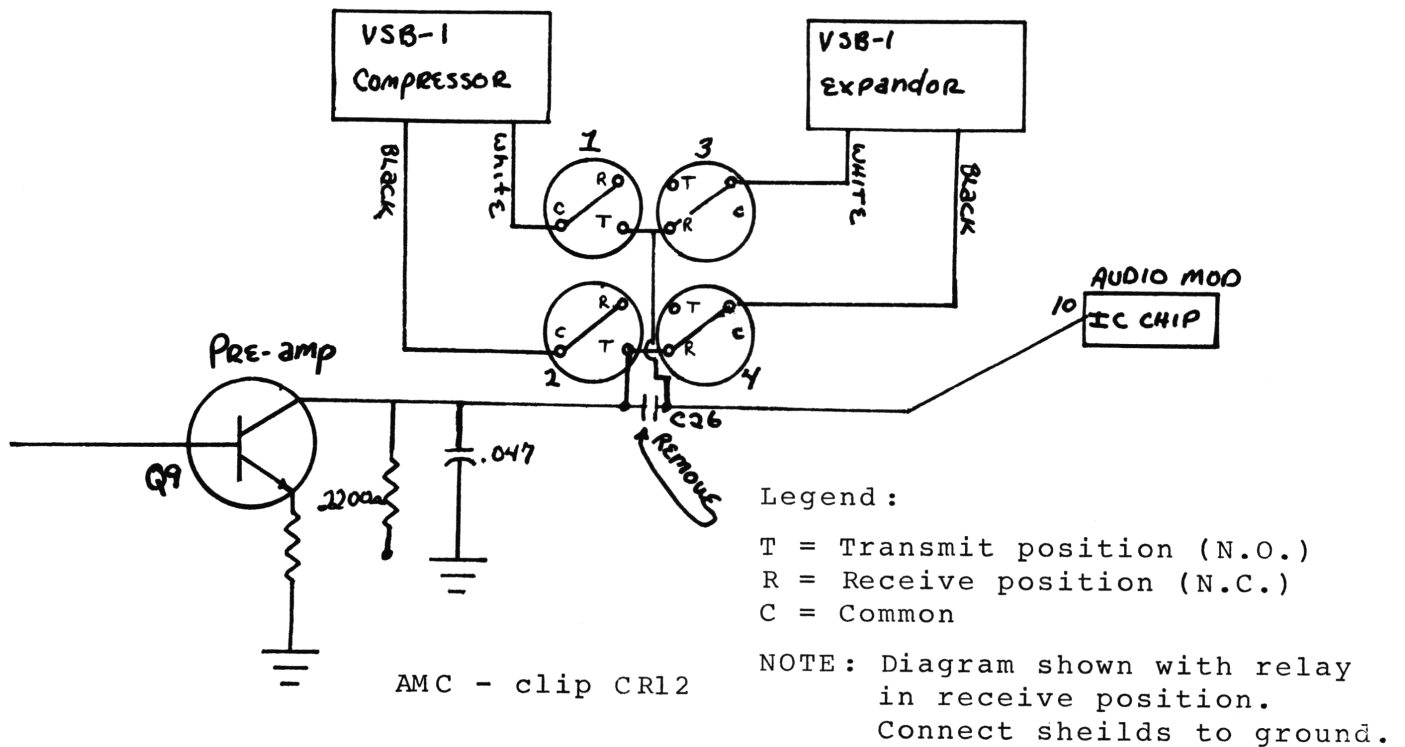 VSB-1
COMPRESSOR
VSB-1
Expandor
BLACK
White
1
3
WHITE
BLACK
R
C
T
T
C
R
R
C
T
T
C
R
2
4
AUDIO MOD
10
IC CHIP
PRE-amp
Q9
2200Ω
.047
C26
REMOVE
Legend:
T = Transmit position (N.O.)
R = Receive position (N.C.)
C = Common
NOTE: Diagram shown with relay
in receive position.
Connect sheilds to ground.
AMC - clip CR12